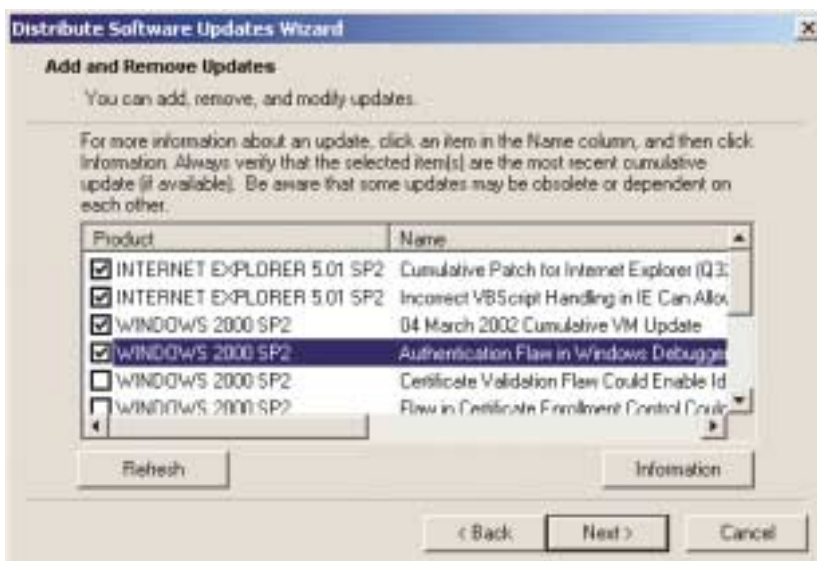 Distribute Software Updates Wizard
Add and Remove Updates
You can add, remove, and modify updates.
For more information about an update, click an item in the Name column, and then click
Information. Always verify that the selected item(s) are the most recent cumulative
update (if available). Be aware that some updates may be obsolete or dependent on
each other.
Product Name
INTERNET EXPLORER 5.01 SP2 Cumulative Patch for Internet Explorer (Q32
INTERNET EXPLORER 5.01 SP2 Incorrect VBScript Handling in IE Can Allow
WINDOWS 2000 SP2 04 March 2002 Cumulative VM Update
WINDOWS 2000 SP2 Authentication Flaw in Windows Debugger
WINDOWS 2000 SP2 Certificate Validation Flaw Could Enable Id
WINDOWS 2000 SP2 Flaw in Certificate Enrollment Control Could
Refresh Information
< Back Next > Cancel